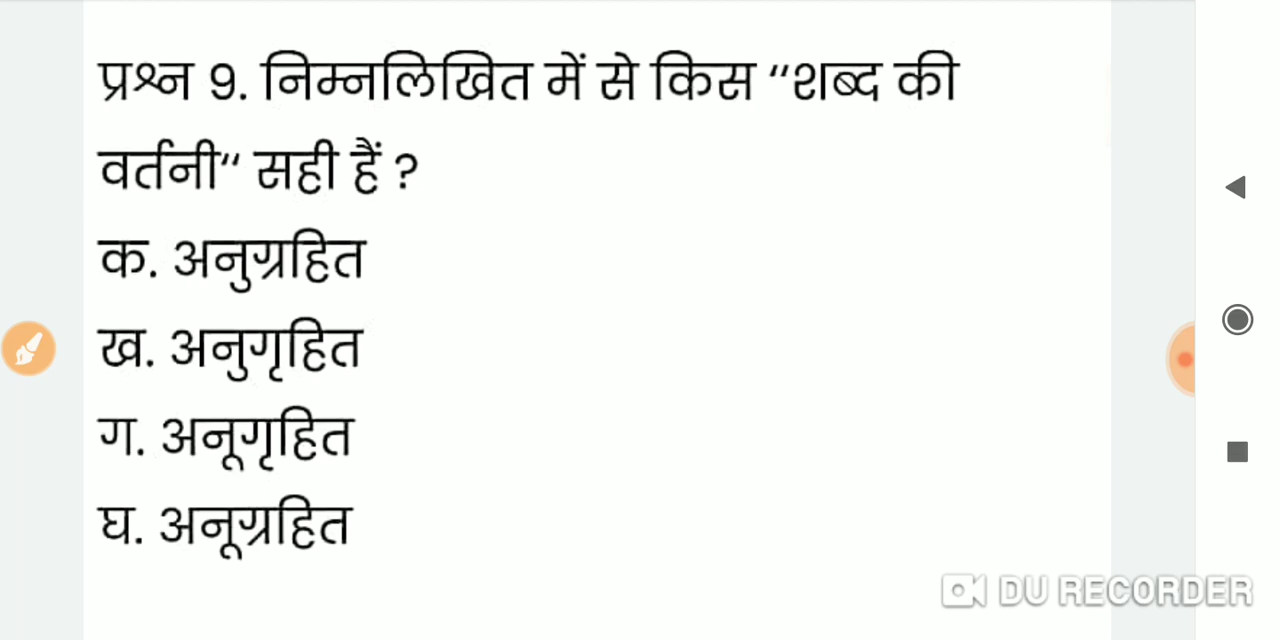 प्रश्न 9. निम्नलिखित में से किस “शब्द की
वर्तनी” सही हैं ?
क. अनुग्रहित
ख. अनुगृहित
ग. अनूगृहित
घ. अनूग्रहित
DU RECORDER